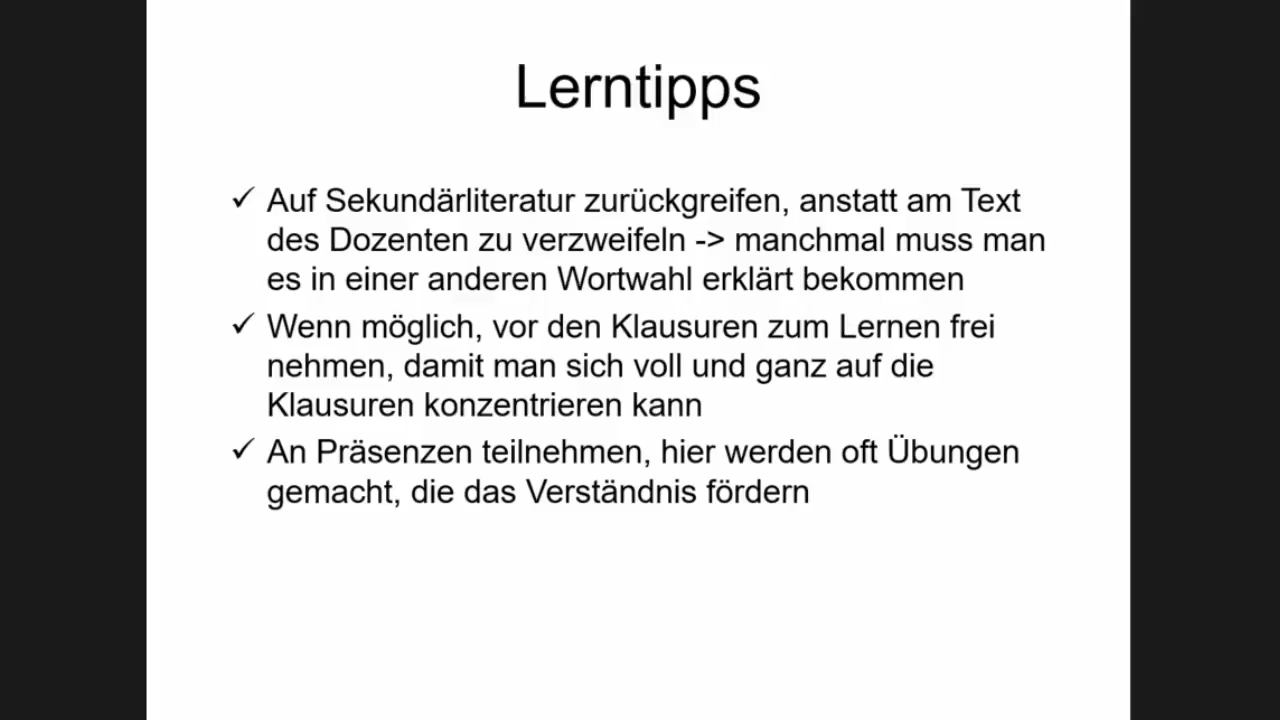 Lerntipps
✓ Auf Sekundärliteratur zurückgreifen, anstatt am Text
des Dozenten zu verzweifeln -> manchmal muss man
es in einer anderen Wortwahl erklärt bekommen
✓ Wenn möglich, vor den Klausuren zum Lernen frei
nehmen, damit man sich voll und ganz auf die
Klausuren konzentrieren kann
✓ An Präsenzen teilnehmen, hier werden oft Übungen
gemacht, die das Verständnis fördern